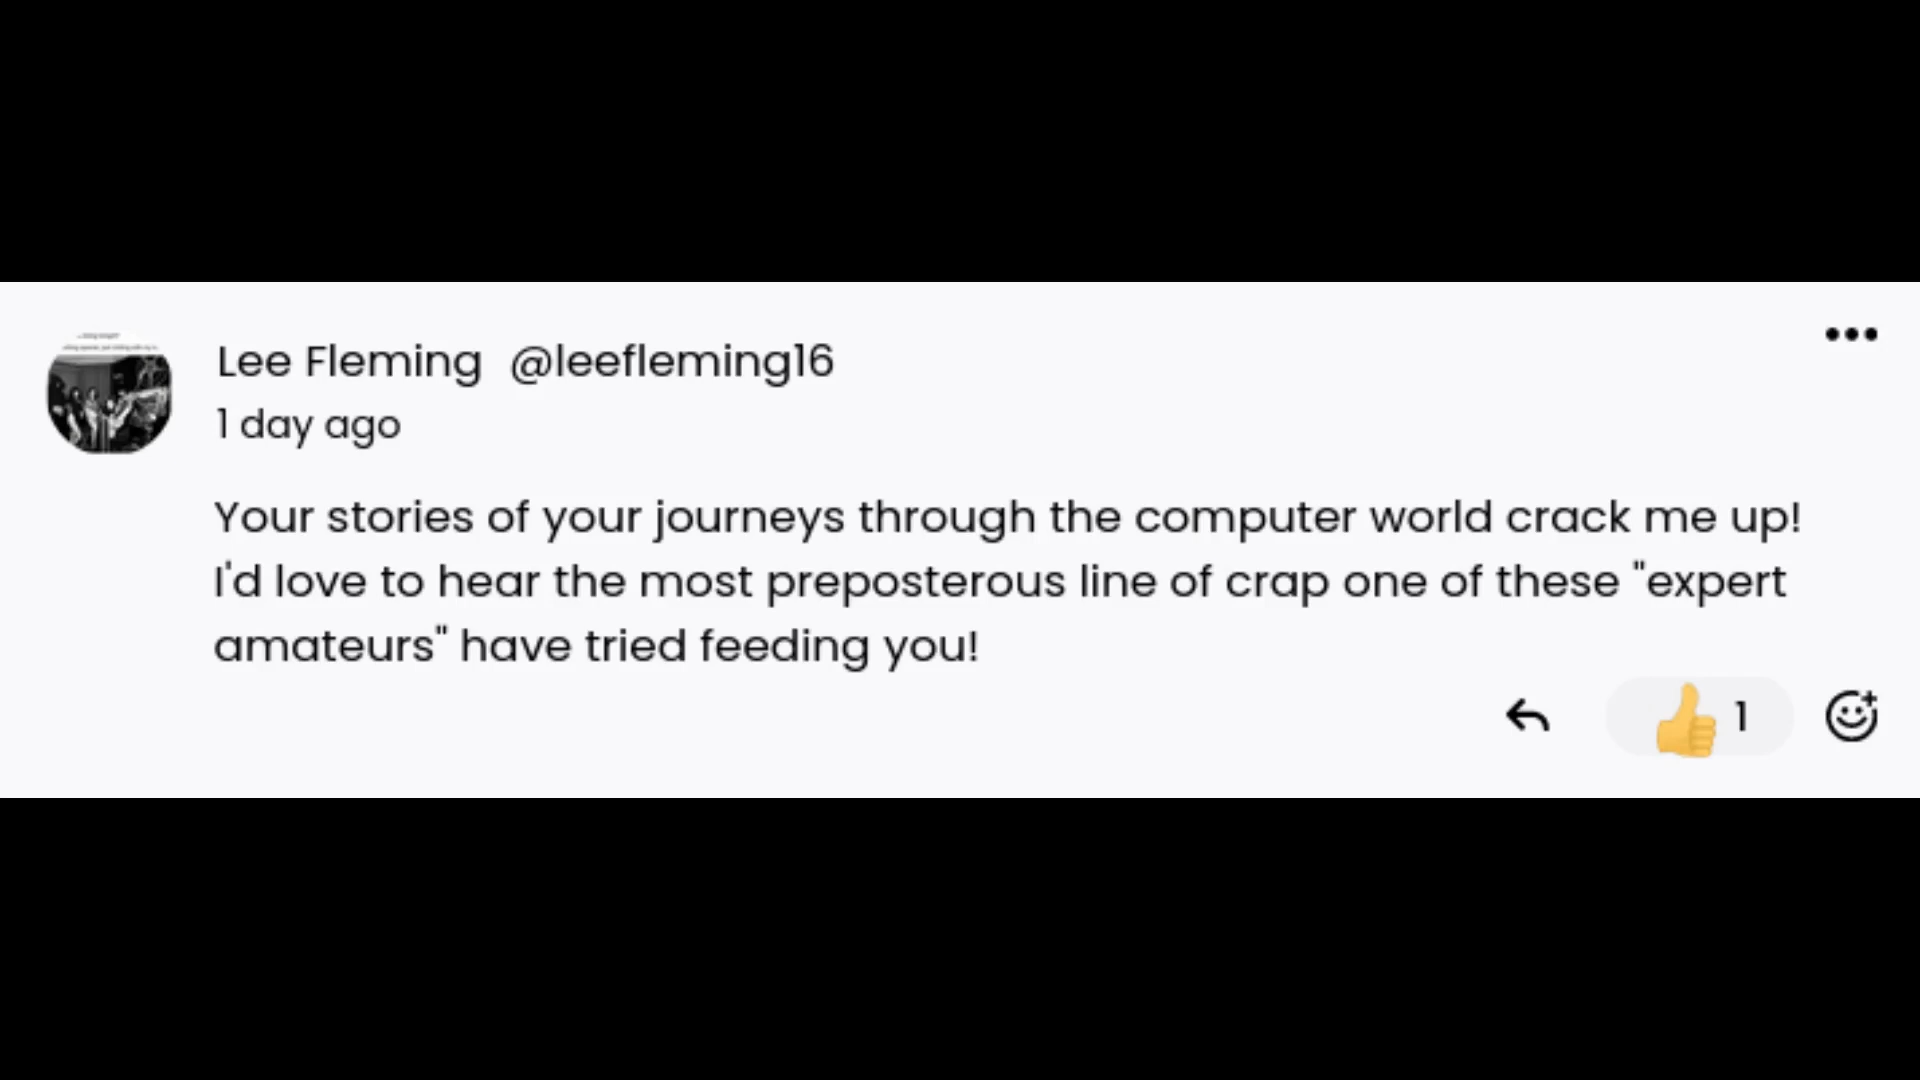 Lee Fleming @leefleming16
1 day ago
Your stories of your journeys through the computer world crack me up!
I'd love to hear the most preposterous line of crap one of these "expert
amateurs" have tried feeding you!
1